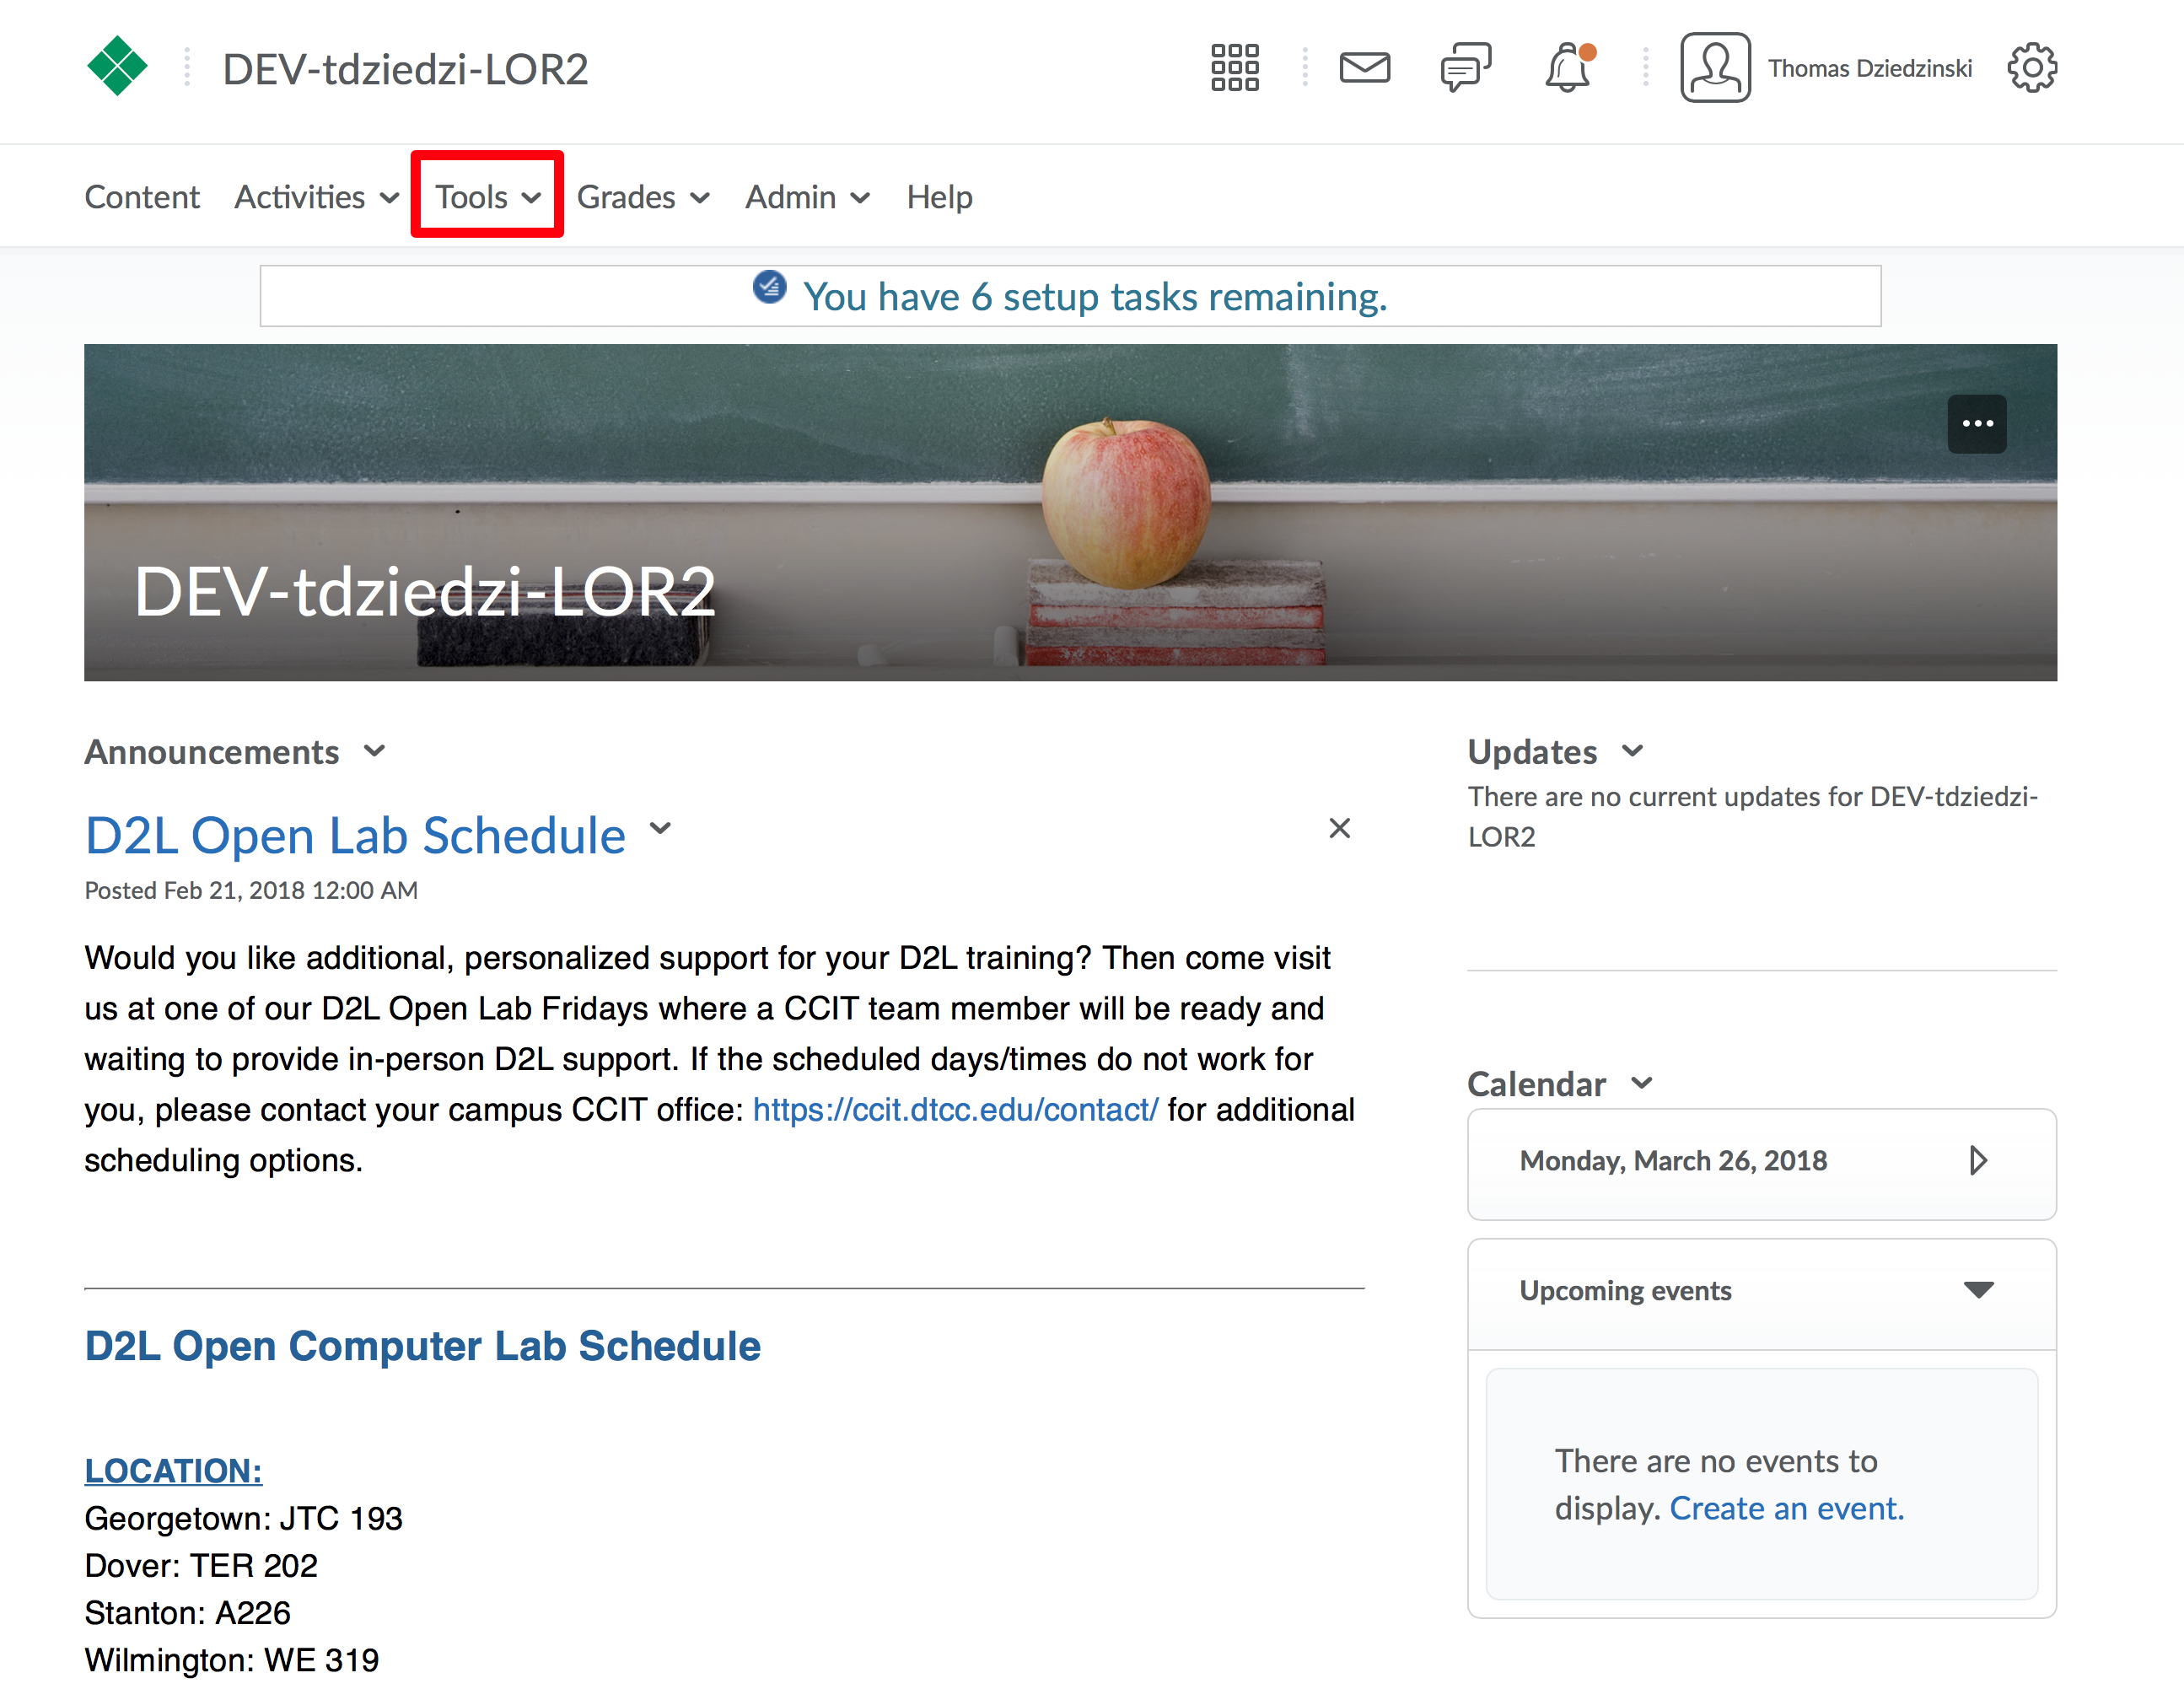 DEV-tdziedzi-LOR2
Thomas Dziedzinski
Content Activities Tools Grades Admin Help
You have 6 setup tasks remaining.
DEV-tdziedzi-LOR2
Announcements
D2L Open Lab Schedule
Posted Feb 21, 2018 12:00 AM
Would you like additional, personalized support for your D2L training? Then come visit
us at one of our D2L Open Lab Fridays where a CCIT team member will be ready and
waiting to provide in-person D2L support. If the scheduled days/times do not work for
you, please contact your campus CCIT office: https://ccit.dtcc.edu/contact/ for additional
scheduling options.
D2L Open Computer Lab Schedule
LOCATION:
Georgetown: JTC 193
Dover: TER 202
Stanton: A226
Wilmington: WE 319
Updates
There are no current updates for DEV-tdziedzi-
LOR2
Calendar
Monday, March 26, 2018
Upcoming events
There are no events to
display. Create an event.